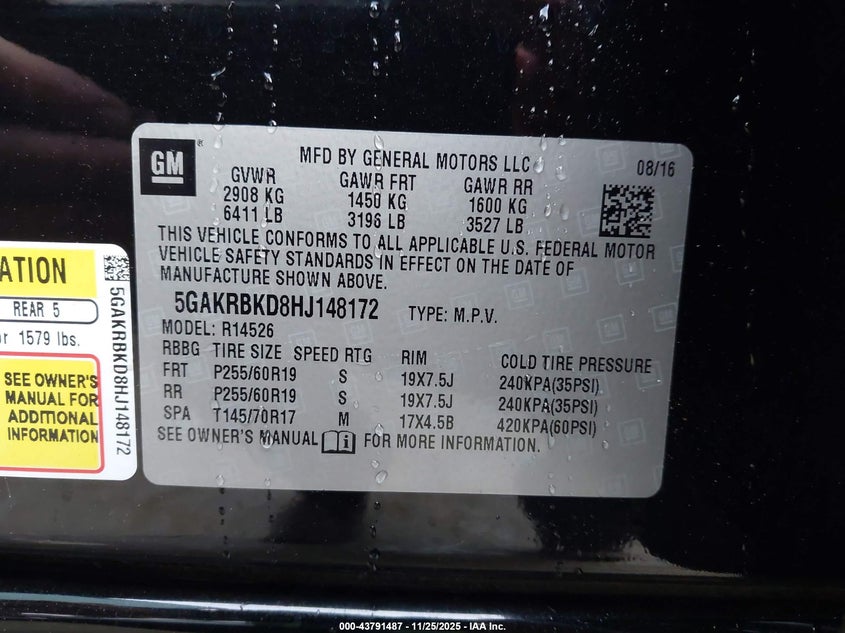 GM
MFD BY GENERAL MOTORS LLC
08/16
GVWR GAWR FRT GAWR RR
2908 KG 1450 KG 1600 KG
6411 LB 3196 LB 3527 LB
THIS VEHICLE CONFORMS TO ALL APPLICABLE U.S. FEDERAL MOTOR
VEHICLE SAFETY STANDARDS IN EFFECT ON THE DATE OF
MANUFACTURE SHOWN ABOVE.
5GAKRBKD8HJ148172 TYPE: M.P.V.
MODEL: R14526
RBBG TIRE SIZE SPEED RTG RIM COLD TIRE PRESSURE
FRT P255/60R19 S 19X7.5J 240KPA(35PSI)
RR P255/60R19 S 19X7.5J 240KPA(35PSI)
SPA T145/70R17 M 17X4.5B 420KPA(60PSI)
SEE OWNER'S MANUAL FOR MORE INFORMATION.
ATION
REAR 5
or 1579 lbs.
SEE OWNER'S
MANUAL FOR
ADDITIONAL
INFORMATION
5GAKRBKD8HJ148172
000-43791487 - 11/25/2025 - IAA Inc.